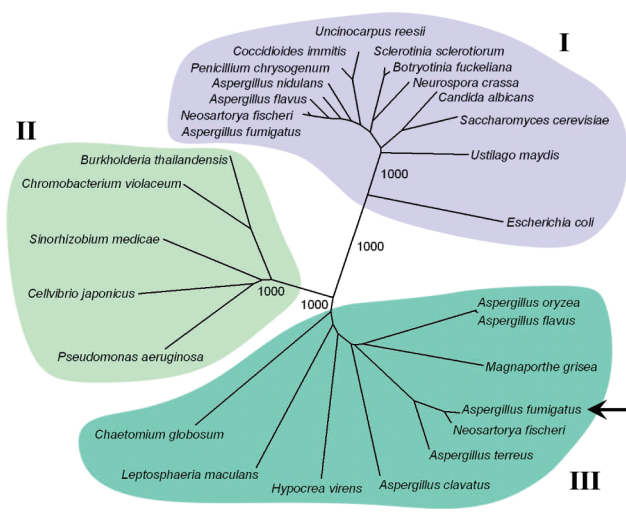 Uncinocarpus reesii
I
Coccidioides immitis
Sclerotinia sclerotiorum
Penicillium chrysogenum
Botryotinia fuckeliana
Aspergillus nidulans
Neurospora crassa
Aspergillus flavus
Candida albicans
Neosartorya fischeri
Saccharomyces cerevisiae
Aspergillus fumigatus
II
Burkholderia thailandensis
Ustilago maydis
1000
Chromobacterium violaceum
Escherichia coli
Sinorhizobium medicae
1000
1000
Cellvibrio japonicus
1000
Aspergillus oryzea
Aspergillus flavus
Pseudomonas aeruginosa
Magnaporthe grisea
Aspergillus fumigatus
Neosartorya fischeri
Chaetomium globosum
Aspergillus terreus
Leptosphaeria maculans
Aspergillus clavatus
Hypocrea virens
III